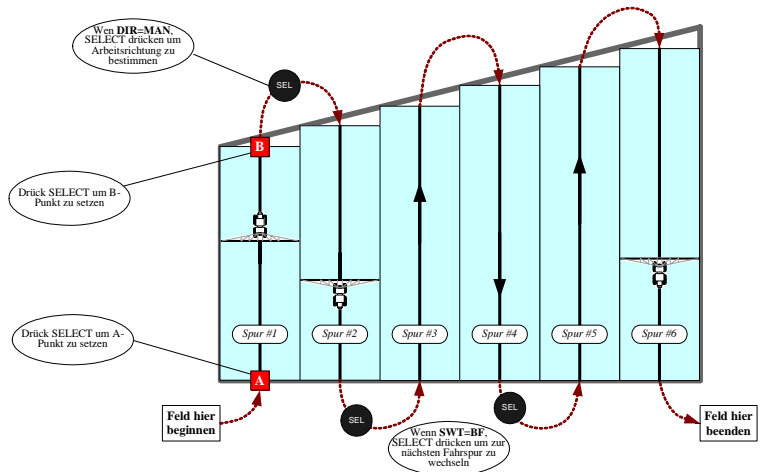 Wen DIR=MAN,
SELECT drücken um
Arbeitsrichtung zu
bestimmen
SEL
B
Drück SELECT um B-
Punkt zu setzen
Drück SELECT um A-
Punkt zu setzen
Spur #1
Spur #2
Spur #3
Spur #4
Spur #5
Spur #6
A
Feld hier
beginnen
SEL
Wenn SWT=BF,
SELECT drücken um zur
nächsten Fahrspur zu
wechseln
SEL
Feld hier
beenden